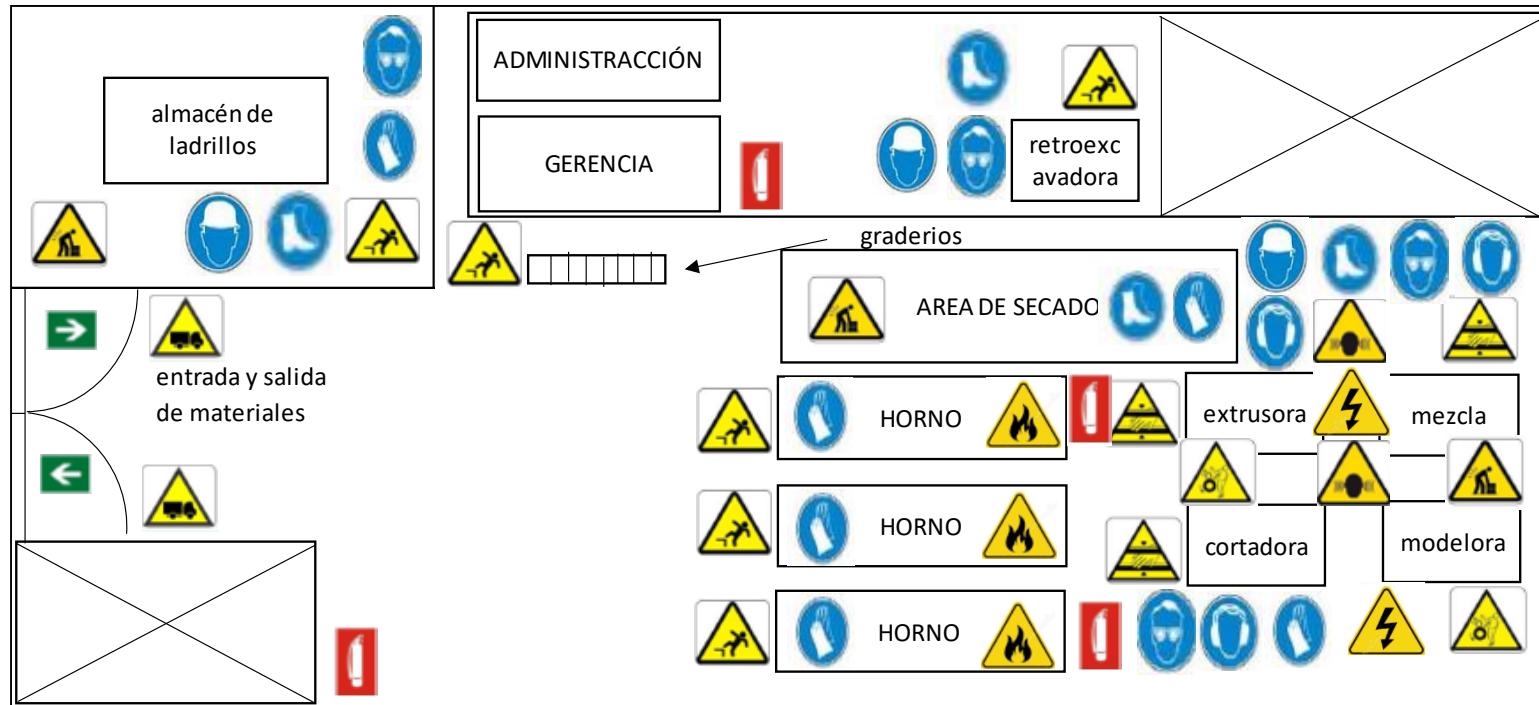 ADMINISTRACCIÓN
almacén de
ladrillos
GERENCIA
retroexc
avadora
graderios
AREA DE SECADO
entrada y salida
de materiales
HORNO
extrusora
mezcla
HORNO
cortadora
modelora
HORNO